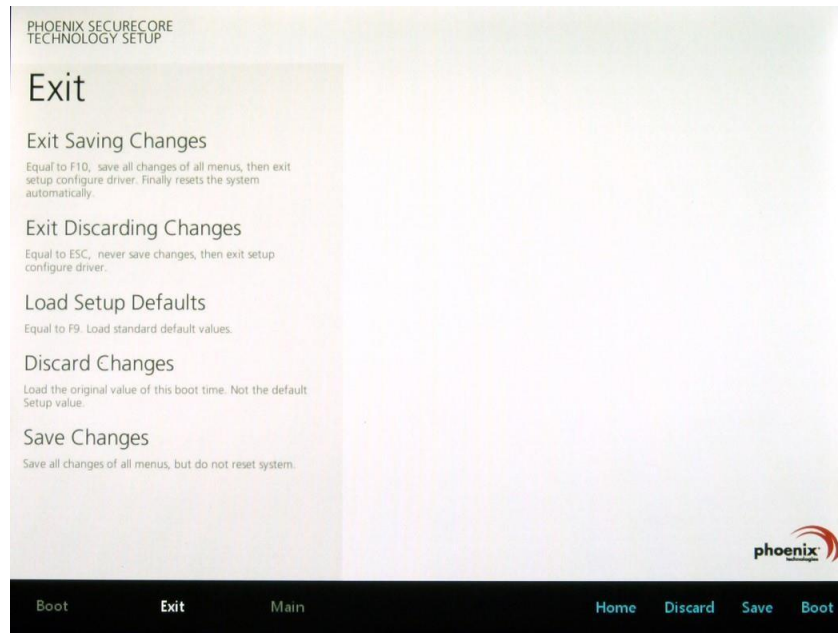 PHOENIX SECURECORE
TECHNOLOGY SETUP
Exit
Exit Saving Changes
Equal to F10, save all changes of all menus, then exit
setup configure driver. Finally resets the system
automatically.
Exit Discarding Changes
Equal to ESC, never save changes, then exit setup
configure driver.
Load Setup Defaults
Equal to F9. Load standard default values.
Discard Changes
Load the original value of this boot time. Not the default
Setup value.
Save Changes
Save all changes of all menus, but do not reset system.
phoenix
technologies
Boot Exit Main Home Discard Save Boot